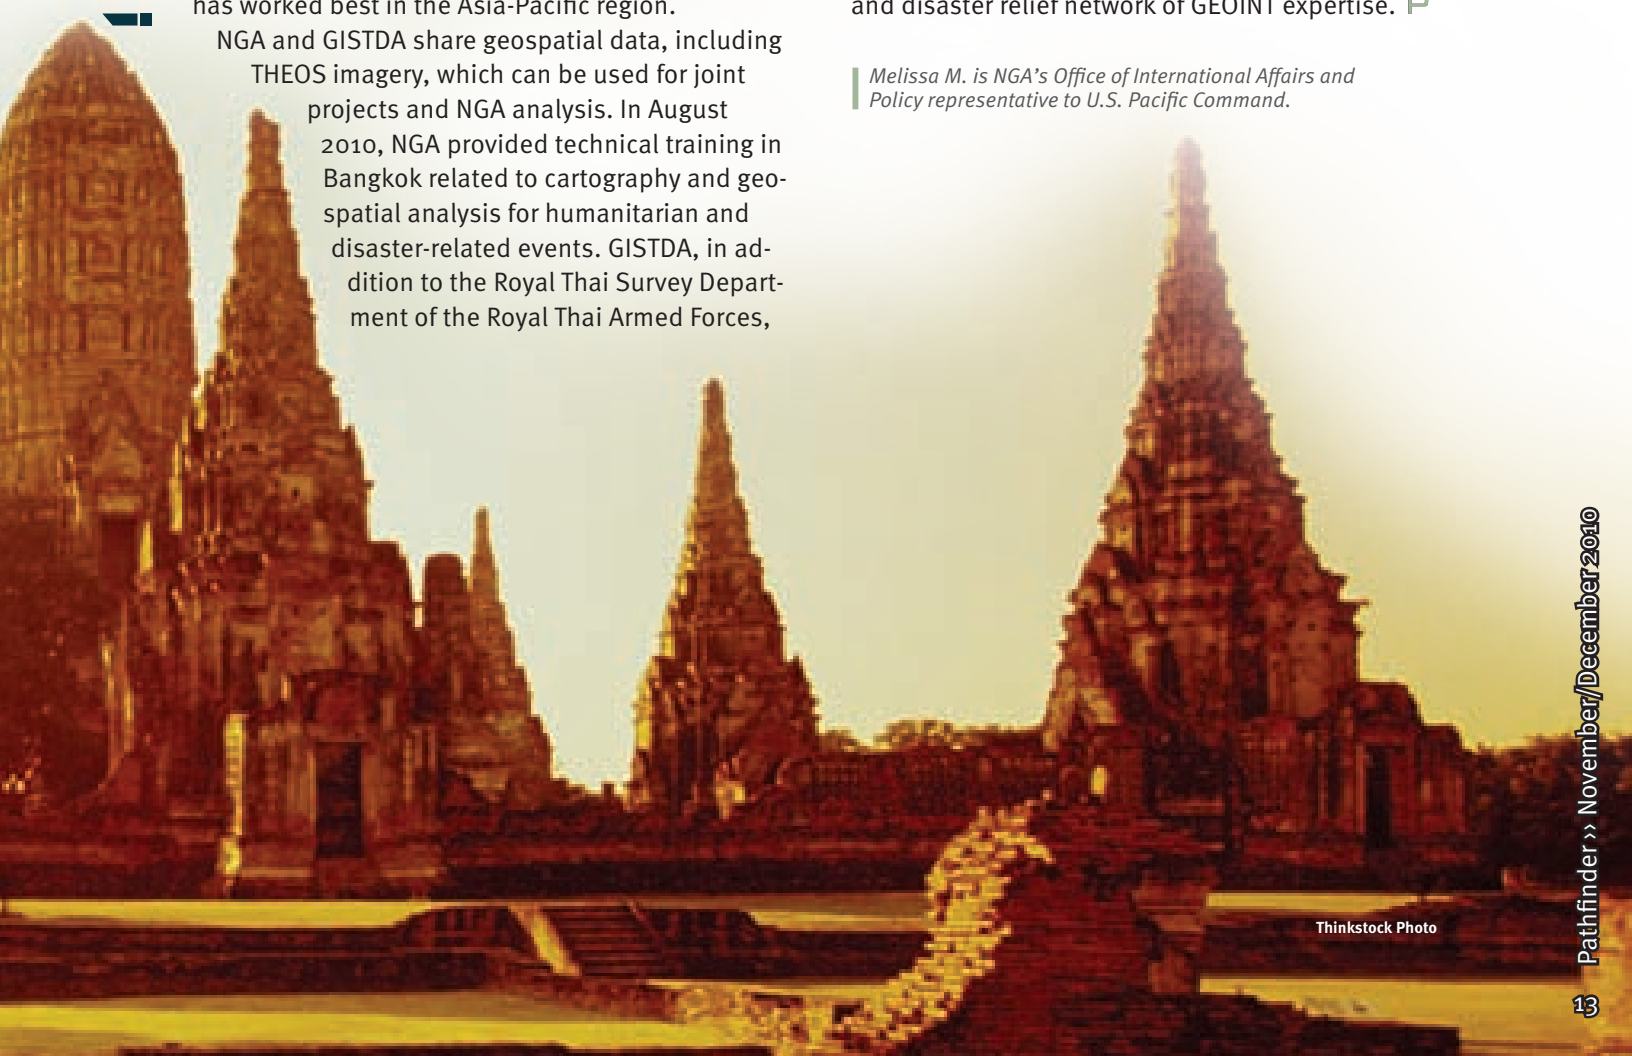 has worked best in the Asia-Pacific region.
NGA and GISTDA share geospatial data, including
THEOS imagery, which can be used for joint
projects and NGA analysis. In August
2010, NGA provided technical training in
Bangkok related to cartography and geo-
spatial analysis for humanitarian and
disaster-related events. GISTDA, in ad-
dition to the Royal Thai Survey Depart-
ment of the Royal Thai Armed Forces,
and disaster relief network of GEOINT expertise.
Melissa M. is NGA's Office of International Affairs and
Policy representative to U.S. Pacific Command.
Thinkstock Photo
Pathfinder ›› November/December 2010
13